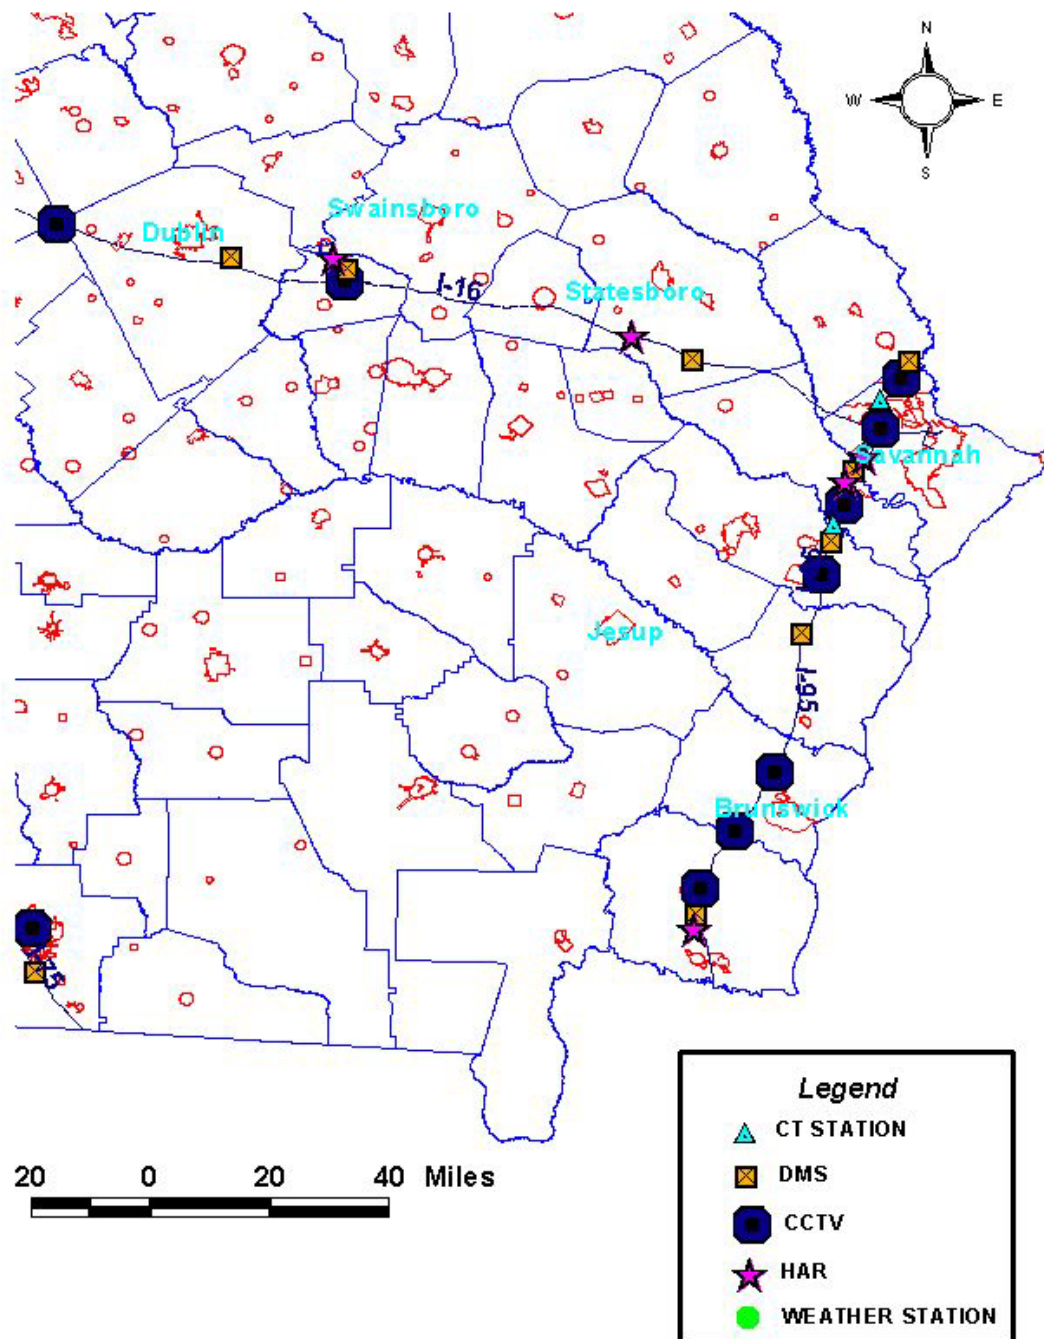 N
W E
S
Swainsboro
Dublin
I-16
Statesboro
Savannah
Jesup
I-95
Brunswick
20 0 20 40 Miles
Legend
CT STATION
DMS
CCTV
HAR
WEATHER STATION